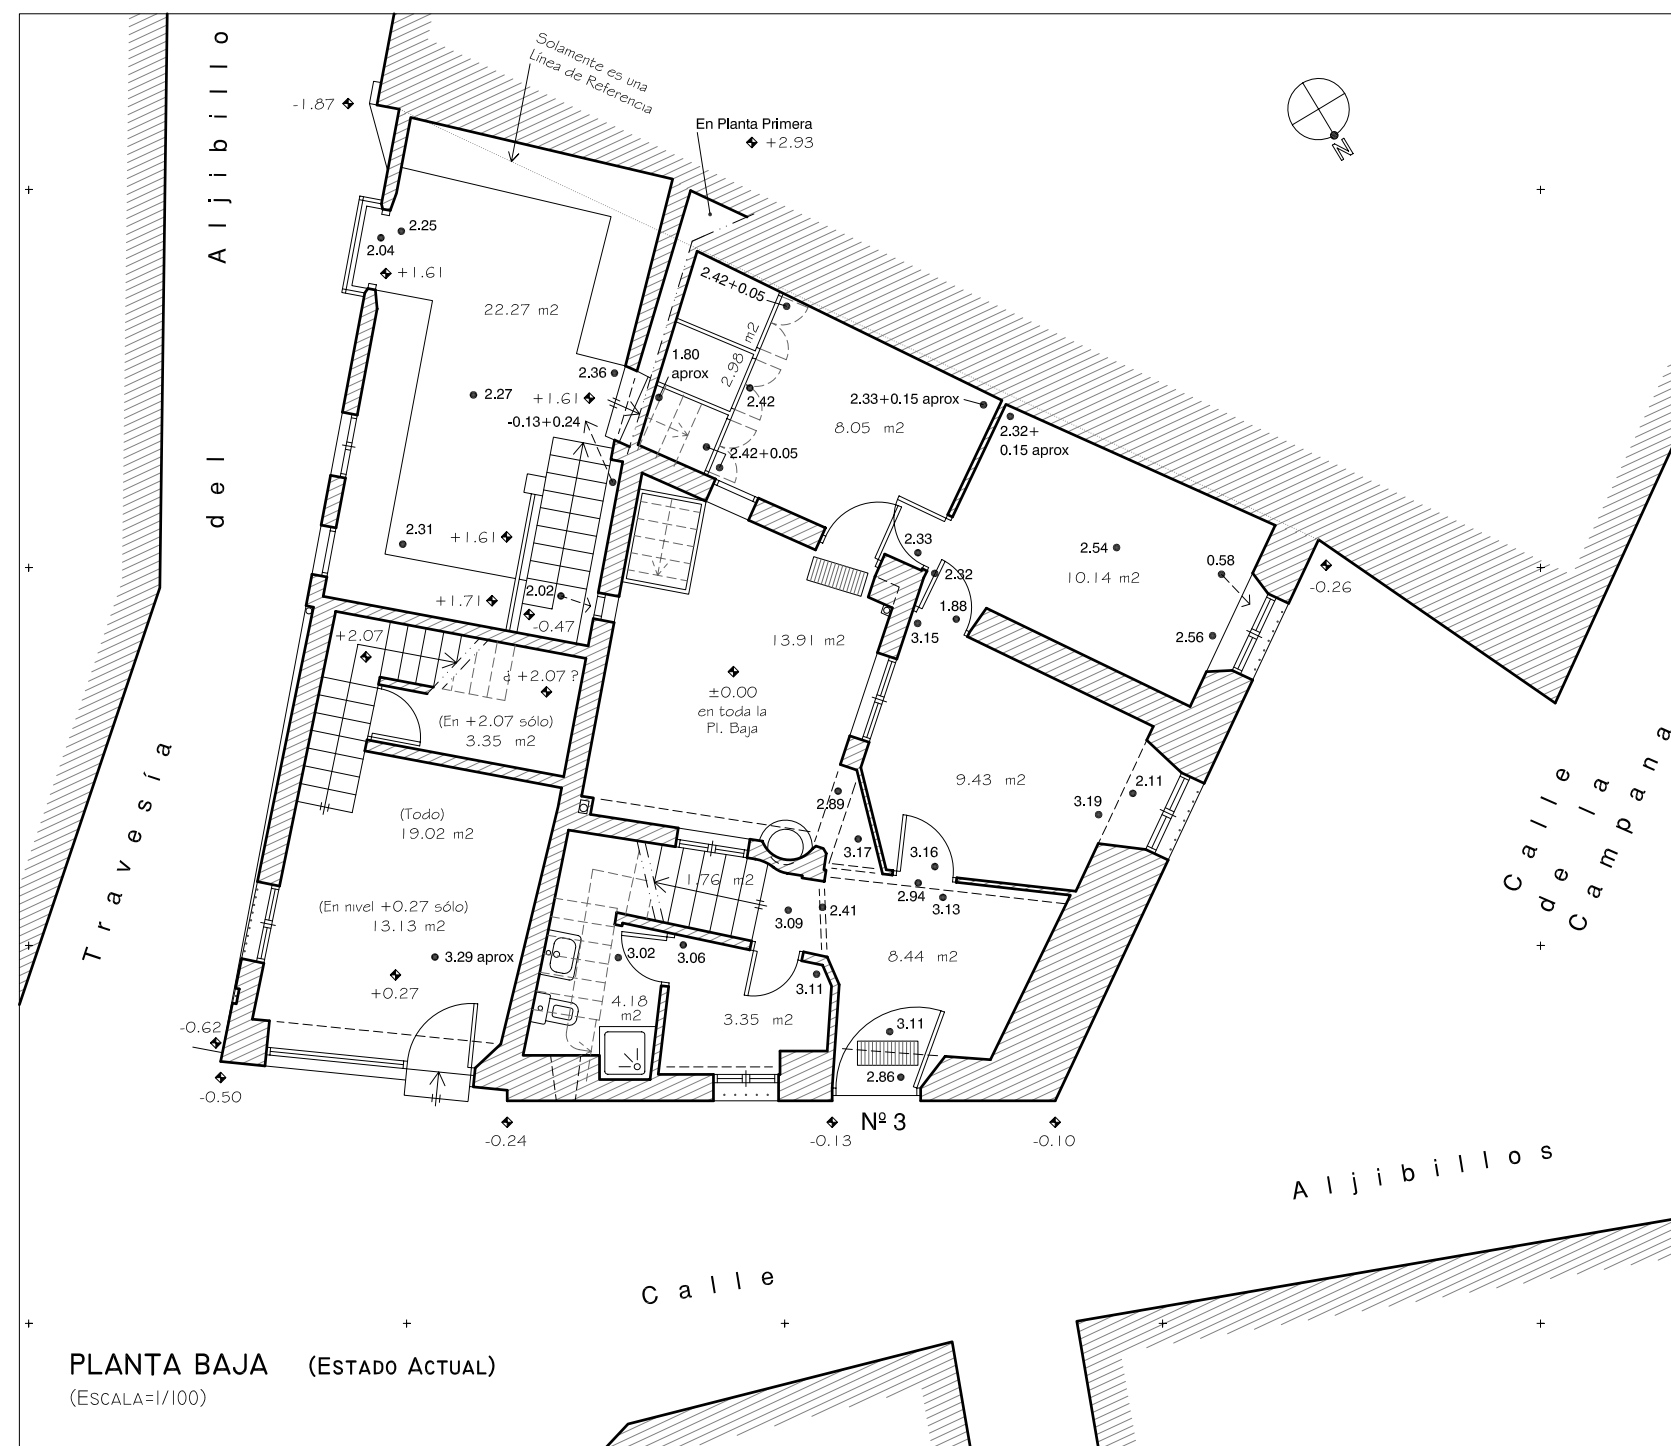 Solamente es una
Línea de Referencia
-1.87
En Planta Primera
+2.93
N
Travesía del Aljibillo
2.25
2.04
+1.61
22.27 m2
2.42+0.05
2.98 m2
1.80
aprox
2.36
2.27
+1.61
-0.13+0.24
2.42
2.33+0.15 aprox
8.05 m2
2.32+
0.15 aprox
2.42+0.05
2.31
+1.61
2.33
2.54
0.58
10.14 m2
-0.26
2.32
2.02
+1.71
-0.47
1.88
3.15
2.56
+2.07
¿ +2.07 ?
13.91 m2
±0.00
en toda la
Pl. Baja
(En +2.07 sólo)
3.35 m2
9.43 m2
2.11
3.19
2.89
(Todo)
19.02 m2
3.17
3.16
1.76 m2
2.94
3.13
2.41
3.09
(En nivel +0.27 sólo)
13.13 m2
3.29 aprox
3.02
3.06
8.44 m2
3.11
+0.27
4.18
m2
3.35 m2
3.11
-0.62
2.86
-0.50
Nº 3
-0.24
-0.13
-0.10
Calle
de la
Campana
Calle Aljibillos
PLANTA BAJA (ESTADO ACTUAL)
(ESCALA=1/100)